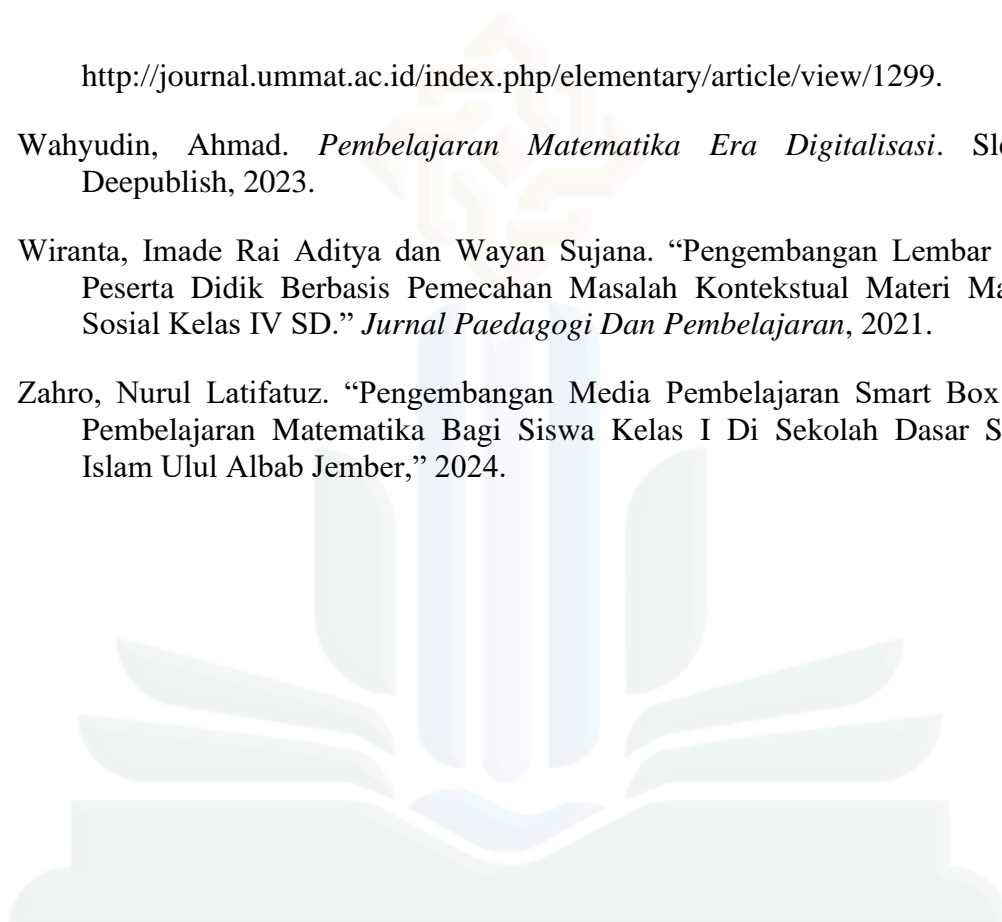 http://journal.ummat.ac.id/index.php/elementary/article/view/1299.
Wahyudin, Ahmad. Pembelajaran Matematika Era Digitalisasi.
Deepublish, 2023.
Wiranta, Imade Rai Aditya dan Wayan Sujana. “Pengembangan Lembar
Peserta Didik Berbasis Pemecahan Masalah Kontekstual Materi
Sosial Kelas IV SD.” Jurnal Paedagogi Dan Pembelajaran, 2021.
Zahro, Nurul Latifatuz. “Pengembangan Media Pembelajaran Smart Box
Pembelajaran Matematika Bagi Siswa Kelas I Di Sekolah Dasar
Islam Ulul Albab Jember,” 2024.